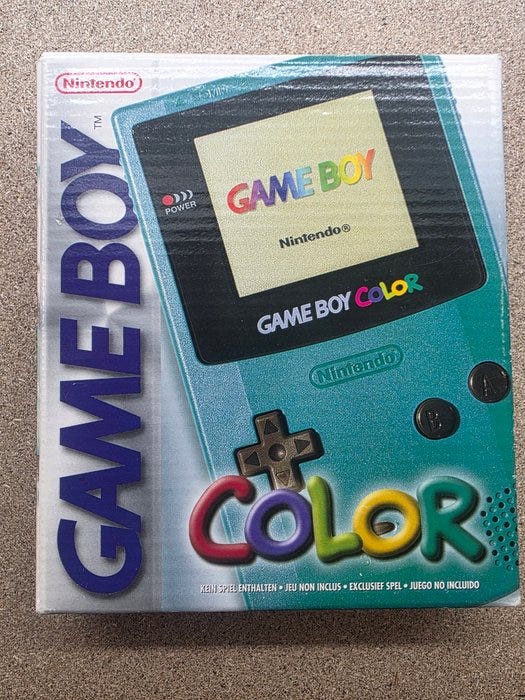 Nintendo®
GAME BOY™
POWER
GAME BOY
Nintendo®
GAME BOY COLOR
Nintendo
A
B
COLOR
KEIN SPIEL ENTHALTEN • JEU NON INCLUS • EXCLUSIEF SPEL • JUEGO NO INCLUIDO